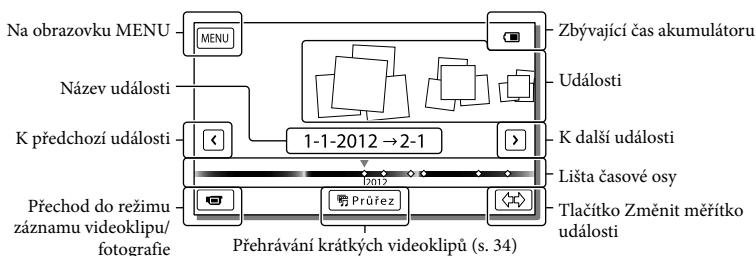 Na obrazovku MENU
MENU
Zbývající čas akumulátoru
Název události
Události
K předchozí události
1-1-2012 →2-1
K další události
2012
Lišta časové osy
Přechod do režimu
záznamu videoklipu/
fotografie
Průřez
Tlačítko Změnit měřítko
události
Přehrávání krátkých videoklipů (s. 34)